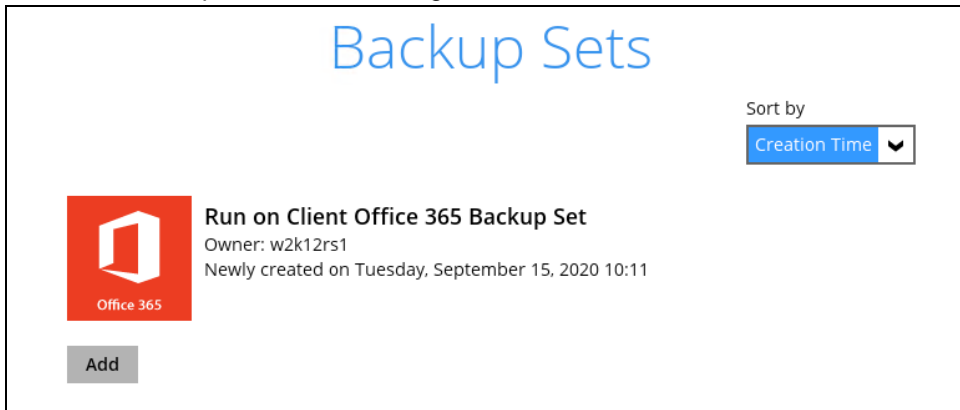 Backup Sets
Sort by
Creation Time
Run on Client Office 365 Backup Set
Owner: w2k12rs1
Newly created on Tuesday, September 15, 2020 10:11
Office 365
Add